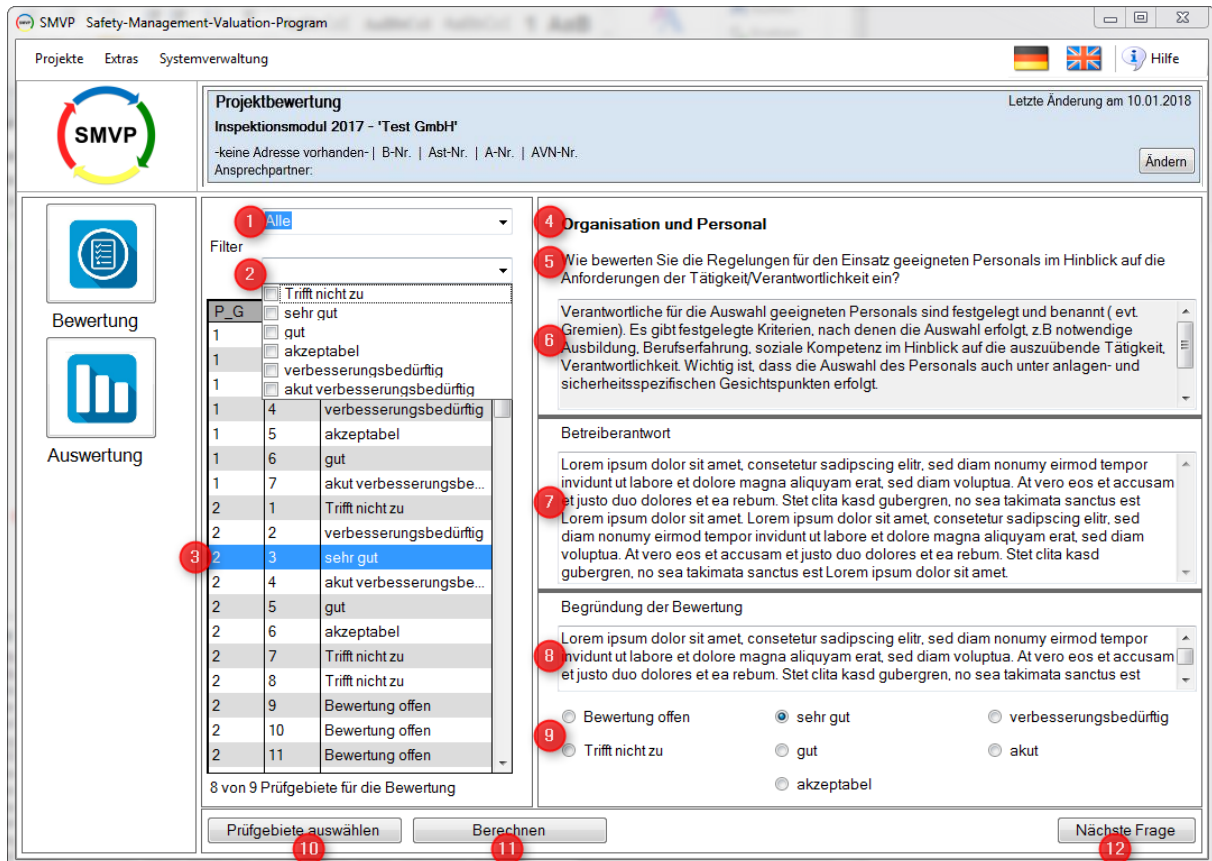 SMVP Safety-Management-Valuation-Program
Projekte Extras Systemverwaltung
Hilfe
SMVP
Projektbewertung
Letzte Änderung am 10.01.2018
Inspektionsmodul 2017 - 'Test GmbH'
-keine Adresse vorhanden- | B-Nr. | Ast-Nr. | A-Nr. | AVN-Nr.
Ansprechpartner:
Ändern
Bewertung
Auswertung
1
Alle
Filter
2
Trifft nicht zu
sehr gut
gut
akzeptabel
verbesserungsbedürftig
akut verbesserungsbedürftig
P_G
1
1
1
1 4 verbesserungsbedürftig
1 5 akzeptabel
1 6 gut
1 7 akut verbesserungsbe...
2 1 Trifft nicht zu
2 2 verbesserungsbedürftig
3
2 3 sehr gut
2 4 akut verbesserungsbe...
2 5 gut
2 6 akzeptabel
2 7 Trifft nicht zu
2 8 Trifft nicht zu
2 9 Bewertung offen
2 10 Bewertung offen
2 11 Bewertung offen
8 von 9 Prüfgebiete für die Bewertung
4
Organisation und Personal
5
Wie bewerten Sie die Regelungen für den Einsatz geeigneten Personals im Hinblick auf die
Anforderungen der Tätigkeit/Verantwortlichkeit ein?
6
Verantwortliche für die Auswahl geeigneten Personals sind festgelegt und benannt ( evt.
Gremien). Es gibt festgelegte Kriterien, nach denen die Auswahl erfolgt, z.B notwendige
Ausbildung, Berufserfahrung, soziale Kompetenz im Hinblick auf die auszuübende Tätigkeit,
Verantwortlichkeit. Wichtig ist, dass die Auswahl des Personals auch unter anlagen- und
sicherheitsspezifischen Gesichtspunkten erfolgt.
Betreiberantwort
7
Lorem ipsum dolor sit amet, consetetur sadipscing elitr, sed diam nonumy eirmod tempor
invidunt ut labore et dolore magna aliquyam erat, sed diam voluptua. At vero eos et accusam
et justo duo dolores et ea rebum. Stet clita kasd gubergren, no sea takimata sanctus est
Lorem ipsum dolor sit amet. Lorem ipsum dolor sit amet, consetetur sadipscing elitr, sed
diam nonumy eirmod tempor invidunt ut labore et dolore magna aliquyam erat, sed diam
voluptua. At vero eos et accusam et justo duo dolores et ea rebum. Stet clita kasd
gubergren, no sea takimata sanctus est Lorem ipsum dolor sit amet.
Begründung der Bewertung
8
Lorem ipsum dolor sit amet, consetetur sadipscing elitr, sed diam nonumy eirmod tempor
invidunt ut labore et dolore magna aliquyam erat, sed diam voluptua. At vero eos et accusam
et justo duo dolores et ea rebum. Stet clita kasd gubergren, no sea takimata sanctus est
9
Bewertung offen sehr gut verbesserungsbedürftig
Trifft nicht zu gut akut
akzeptabel
Prüfgebiete auswählen Berechnen Nächste Frage
10 11 12